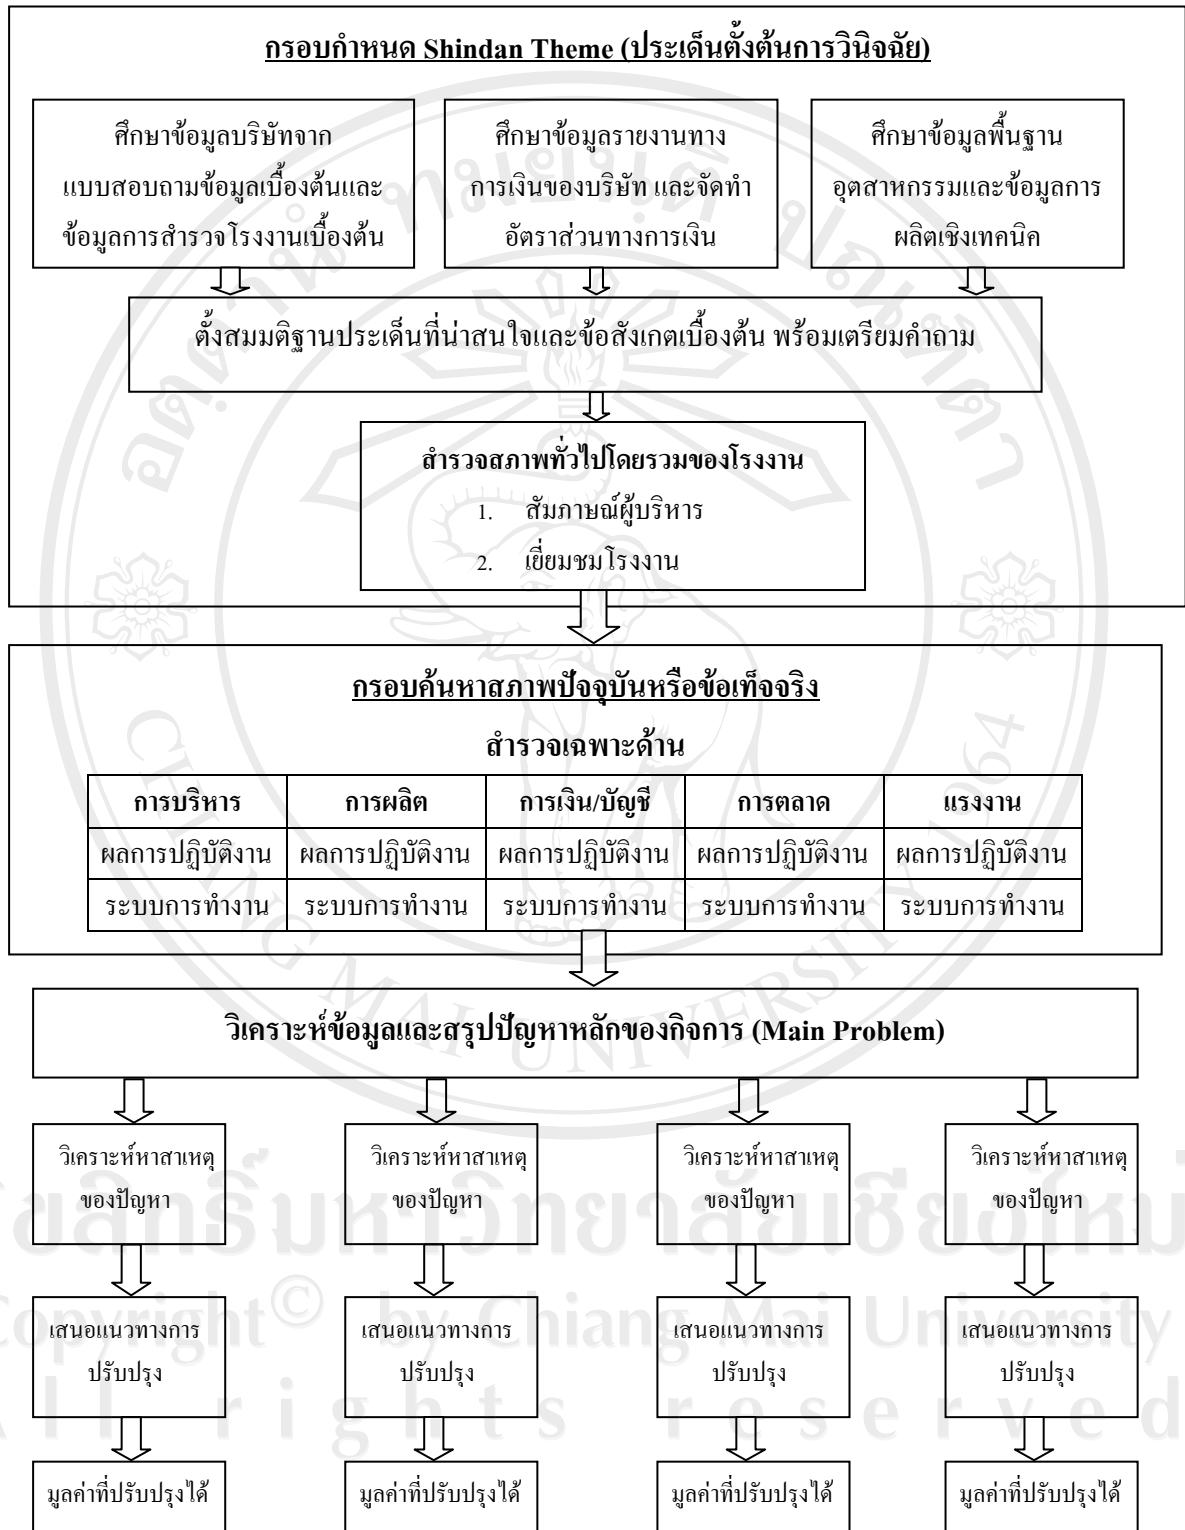 กรอบกำหนด Shindan Theme (ประเด็นตั้งต้นการวินิจฉัย)
ศึกษาข้อมูลบริษัทจาก
แบบสอบถามข้อมูลเบื้องต้นและ
ข้อมูลการสำรวจโรงงานเบื้องต้น
ศึกษาข้อมูลรายงานทาง
การเงินของบริษัท และจัดทำ
อัตราส่วนทางการเงิน
ศึกษาข้อมูลพื้นฐาน
อุตสาหกรรมและข้อมูลการ
ผลิตเชิงเทคนิค
ตั้งสมมติฐานประเด็นที่น่าสนใจและข้อสังเกตเบื้องต้น พร้อมเตรียมคำถาม
สำรวจสภาพทั่วไปโดยรวมของโรงงาน
1. สัมภาษณ์ผู้บริหาร
2. เยี่ยมชมโรงงาน
กรอบค้นหาสภาพปัจจุบันหรือข้อเท็จจริง
สำรวจเฉพาะด้าน
การบริหาร การผลิต การเงิน/บัญชี การตลาด แรงงาน
ผลการปฏิบัติงาน ผลการปฏิบัติงาน ผลการปฏิบัติงาน ผลการปฏิบัติงาน ผลการปฏิบัติงาน
ระบบการทำงาน ระบบการทำงาน ระบบการทำงาน ระบบการทำงาน ระบบการทำงาน
วิเคราะห์ข้อมูลและสรุปปัญหาหลักของกิจการ (Main Problem)
วิเคราะห์หาสาเหตุ
ของปัญหา
วิเคราะห์หาสาเหตุ
ของปัญหา
วิเคราะห์หาสาเหตุ
ของปัญหา
วิเคราะห์หาสาเหตุ
ของปัญหา
เสนอแนวทางการ
ปรับปรุง
เสนอแนวทางการ
ปรับปรุง
เสนอแนวทางการ
ปรับปรุง
เสนอแนวทางการ
ปรับปรุง
มูลค่าที่ปรับปรุงได้
มูลค่าที่ปรับปรุงได้
มูลค่าที่ปรับปรุงได้
มูลค่าที่ปรับปรุงได้
CHIANG MAI UNIVERSITY 1964
Copyright© by Chiang Mai University
All rights reserved